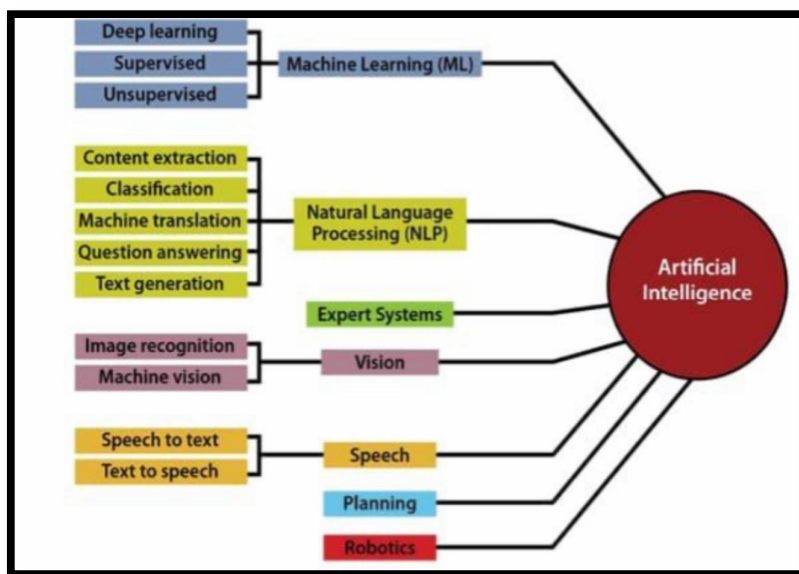 Deep learning
Supervised
Unsupervised
Machine Learning (ML)
Content extraction
Classification
Machine translation
Question answering
Text generation
Natural Language
Processing (NLP)
Expert Systems
Image recognition
Machine vision
Vision
Speech to text
Text to speech
Speech
Planning
Robotics
Artificial
Intelligence